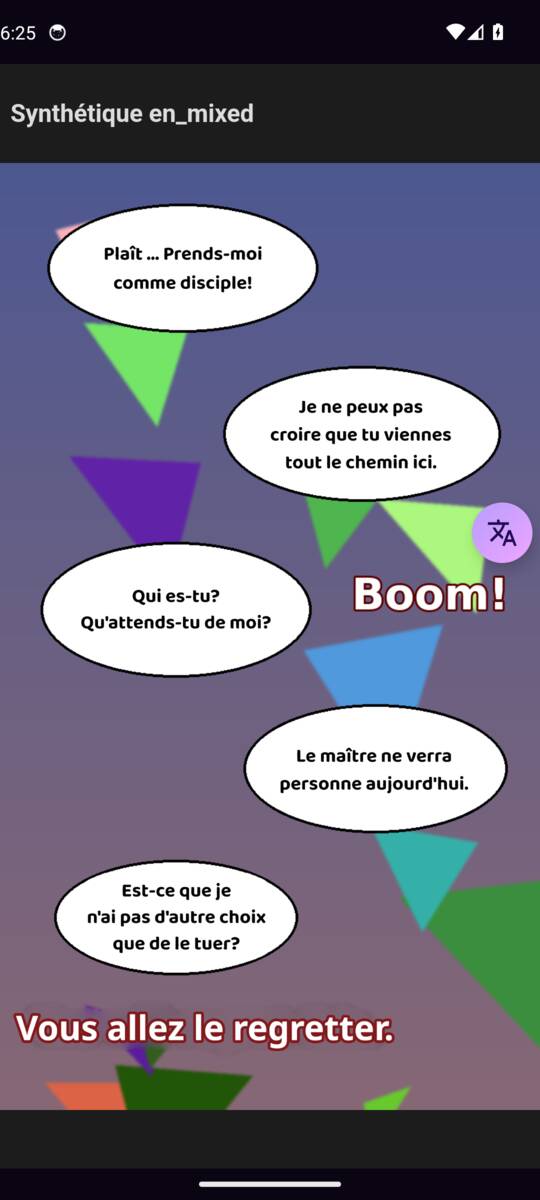 6:25
Synthétique en_mixed
Plaît ... Prends-moi
comme disciple!
Je ne peux pas
croire que tu viennes
tout le chemin ici.
Qui es-tu?
Qu'attends-tu de moi?
Boom!
Le maître ne verra
personne aujourd'hui.
Est-ce que je
n'ai pas d'autre choix
que de le tuer?
Vous allez le regretter.